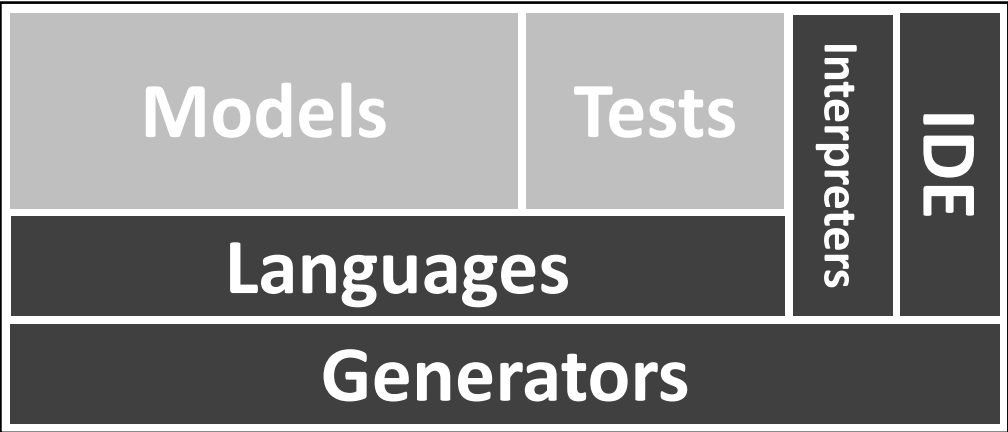 Models
Tests
Interpreters
IDE
Languages
Generators